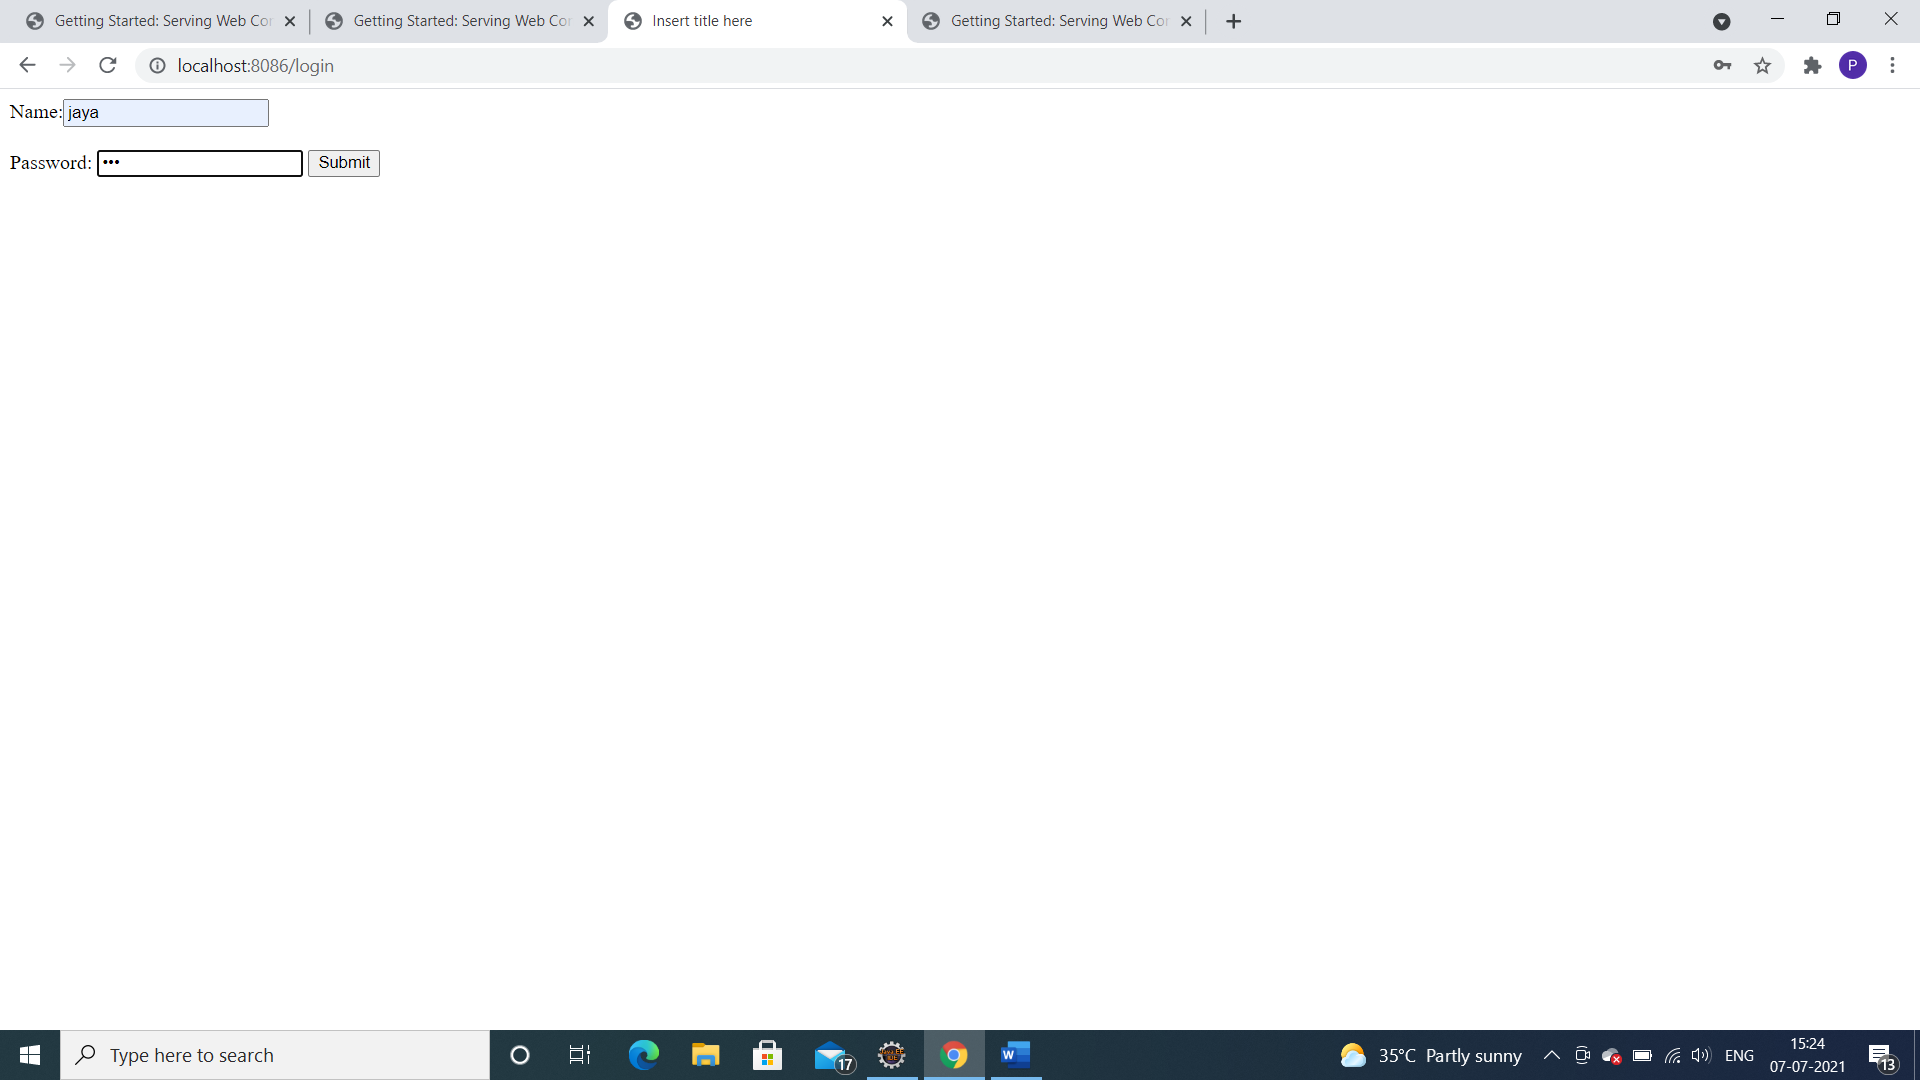 Getting Started: Serving Web Cor
Getting Started: Serving Web Cor
Insert title here
Getting Started: Serving Web Cor
localhost:8086/login
P
Name: jaya
Password: ••• Submit
Type here to search
17
W
35°C Partly sunny
ENG
15:24
07-07-2021
13